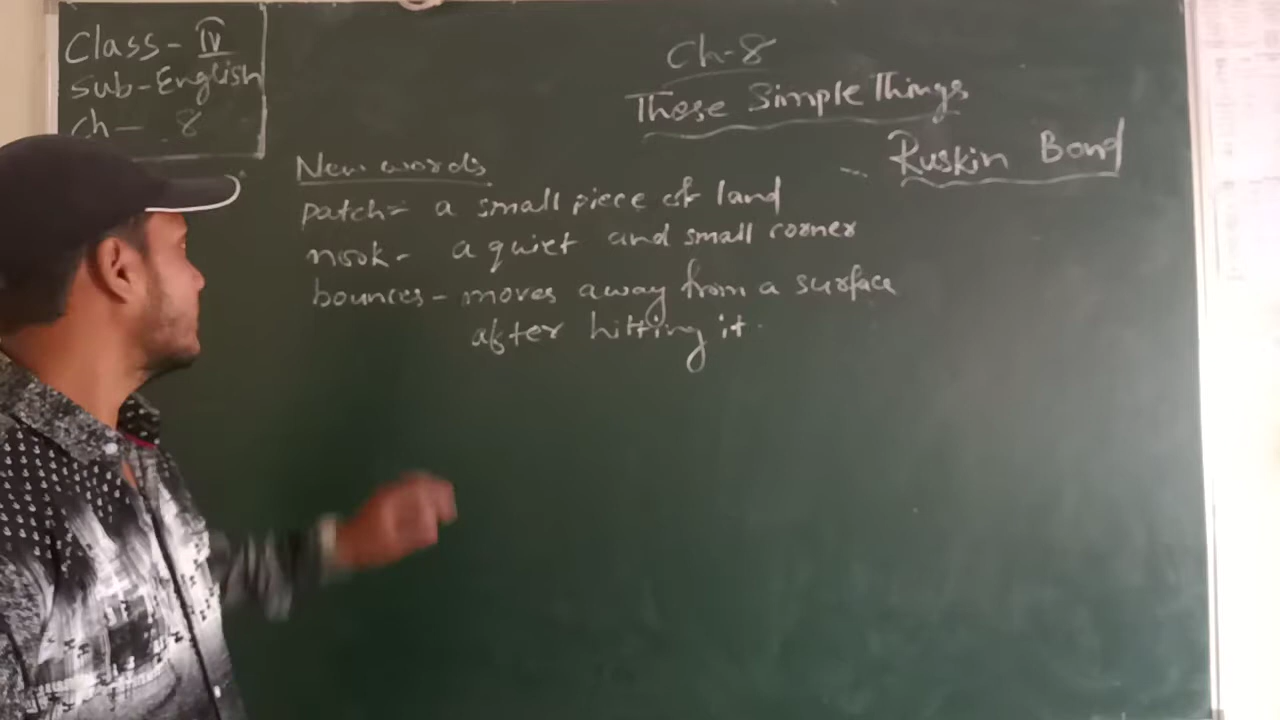 Class- IV
Sub-English
Ch- 8
Ch-8
These Simple Things
Ruskin Bond
New words
patch= a small piece of land
nook- a quiet and small corner
bounces- moves away from a surface
after hitting it.